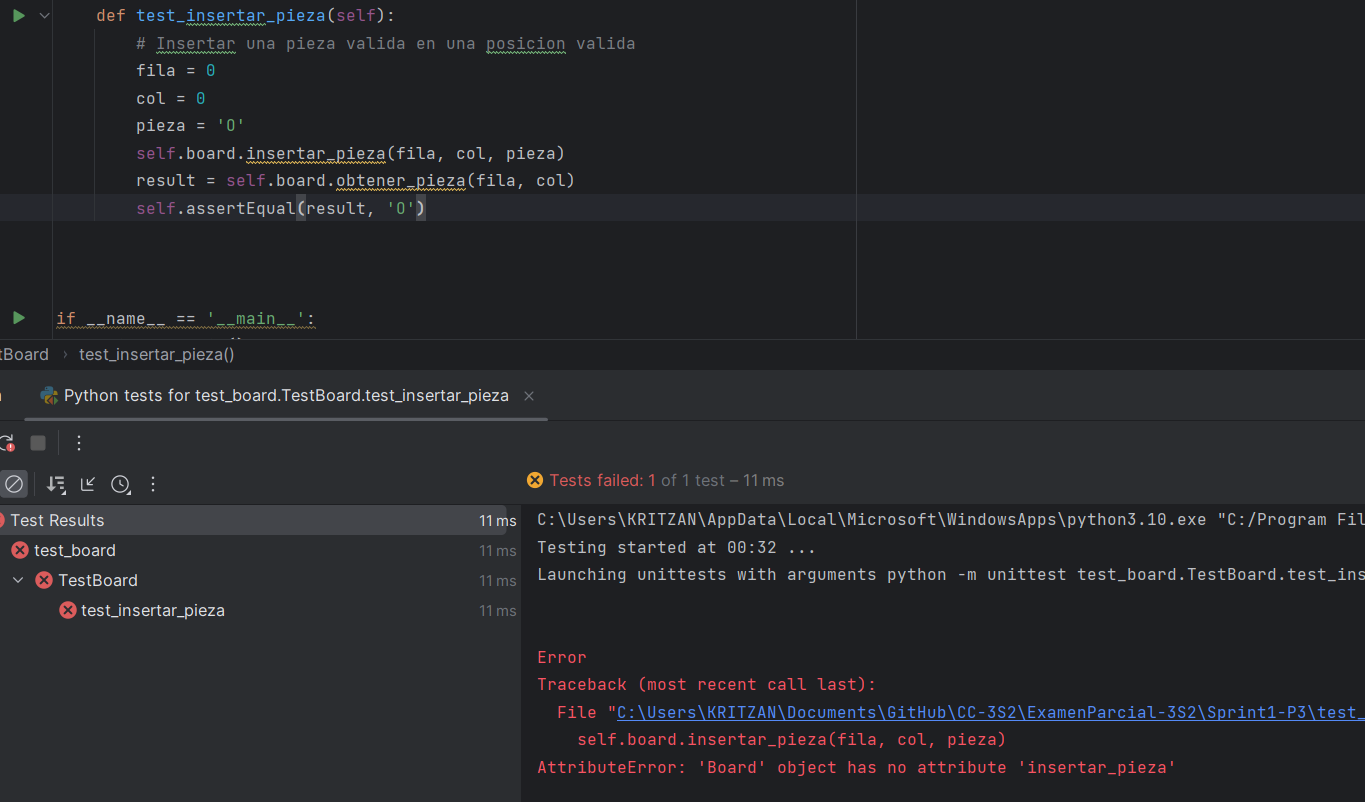 def test_insertar_pieza(self):
# Insertar una pieza valida en una posicion valida
fila = 0
col = 0
pieza = 'O'
self.board.insertar_pieza(fila, col, pieza)
result = self.board.obtener_pieza(fila, col)
self.assertEqual(result, 'O')
if __name__ == '__main__':
tBoard › test_insertar_pieza()
Python tests for test_board.TestBoard.test_insertar_pieza
Tests failed: 1 of 1 test – 11 ms
Test Results 11 ms
test_board 11 ms
TestBoard 11 ms
test_insertar_pieza 11 ms
C:\Users\KRITZAN\AppData\Local\Microsoft\WindowsApps\python3.10.exe "C:/Program Fil
Testing started at 00:32 ...
Launching unittests with arguments python -m unittest test_board.TestBoard.test_ins
Error
Traceback (most recent call last):
File "C:\Users\KRITZAN\Documents\GitHub\CC-3S2\ExamenParcial-3S2\Sprint1-P3\test_
self.board.insertar_pieza(fila, col, pieza)
AttributeError: 'Board' object has no attribute 'insertar_pieza'